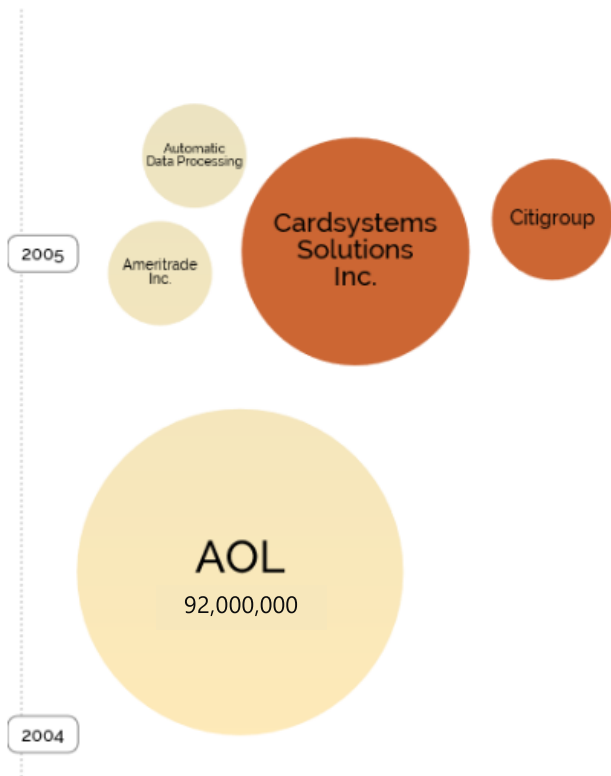 Automatic
Data Processing
Cardsystems
Solutions
Inc.
Citigroup
2005
Ameritrade
Inc.
AOL
92,000,000
2004